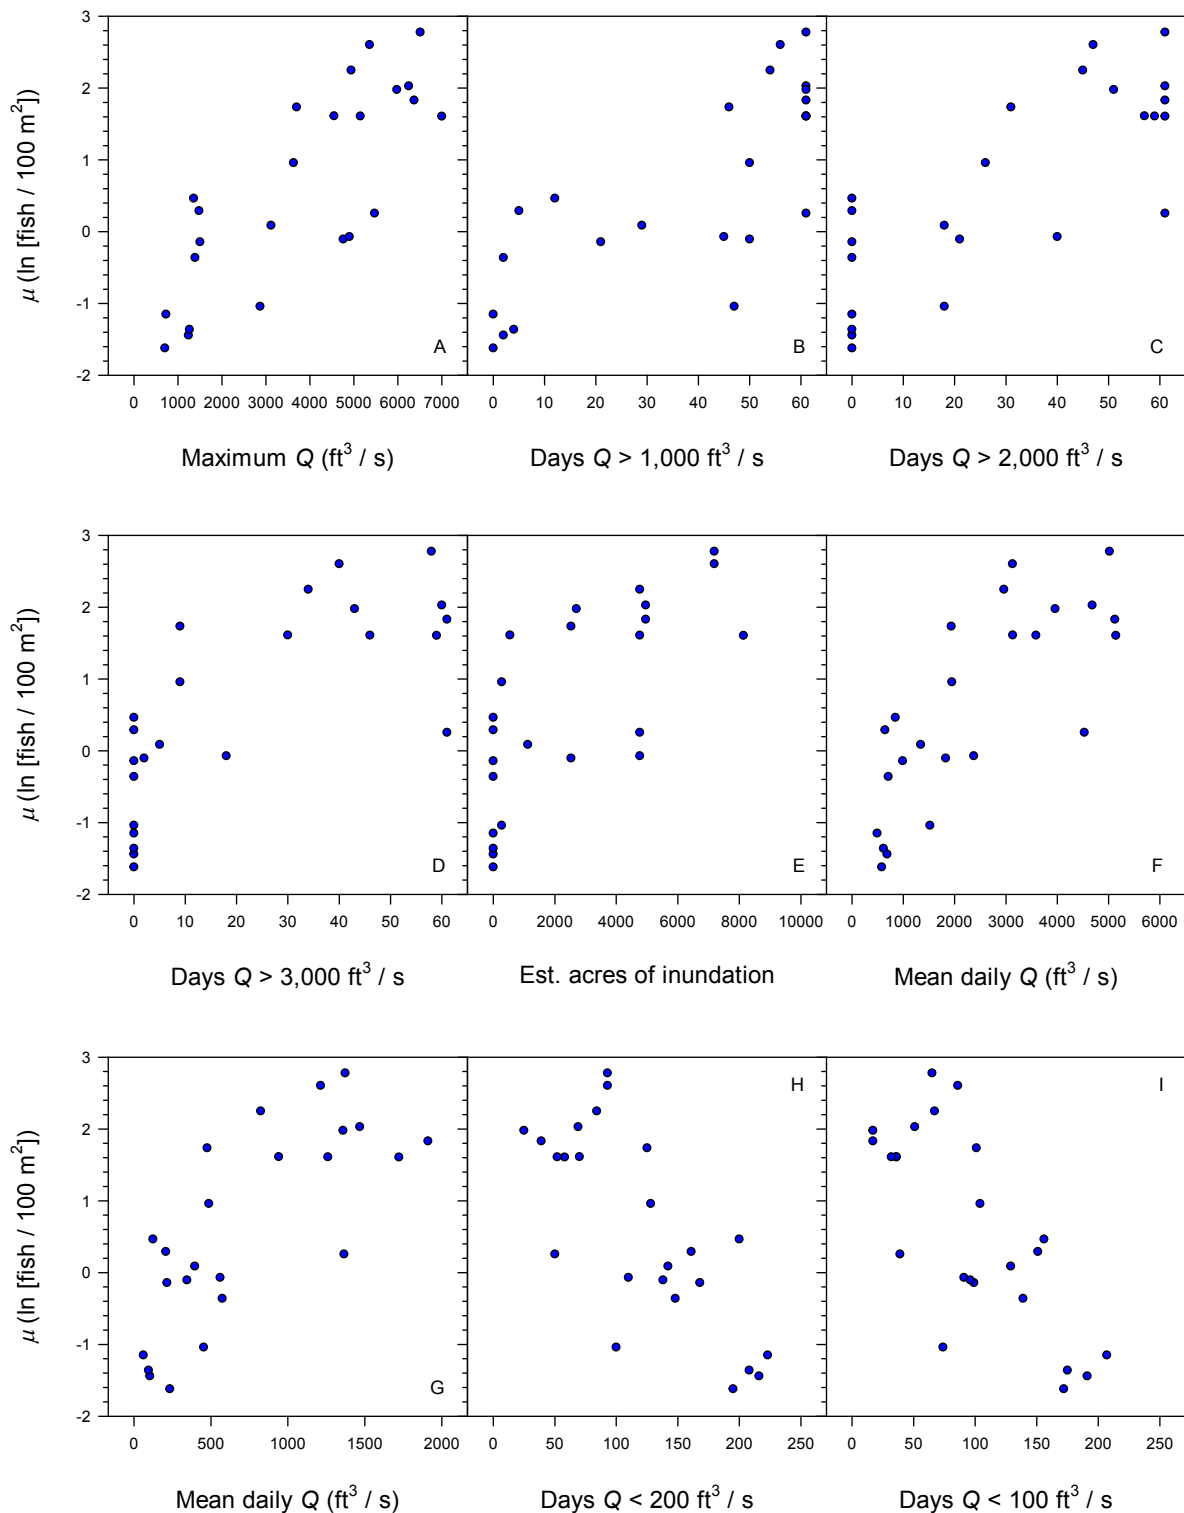 3
2
1
0
-1
-2
μ (ln [fish / 100 m²])
A
B
C
0 1000 2000 3000 4000 5000 6000 7000
0 10 20 30 40 50 60
0 10 20 30 40 50 60
Maximum Q (ft³ / s)
Days Q > 1,000 ft³ / s
Days Q > 2,000 ft³ / s
3
2
1
0
-1
-2
μ (ln [fish / 100 m²])
D
E
F
0 10 20 30 40 50 60
0 2000 4000 6000 8000 10000
0 1000 2000 3000 4000 5000 6000
Days Q > 3,000 ft³ / s
Est. acres of inundation
Mean daily Q (ft³ / s)
3
2
1
0
-1
-2
μ (ln [fish / 100 m²])
G
H
I
0 500 1000 1500 2000
0 50 100 150 200 250
0 50 100 150 200 250
Mean daily Q (ft³ / s)
Days Q < 200 ft³ / s
Days Q < 100 ft³ / s